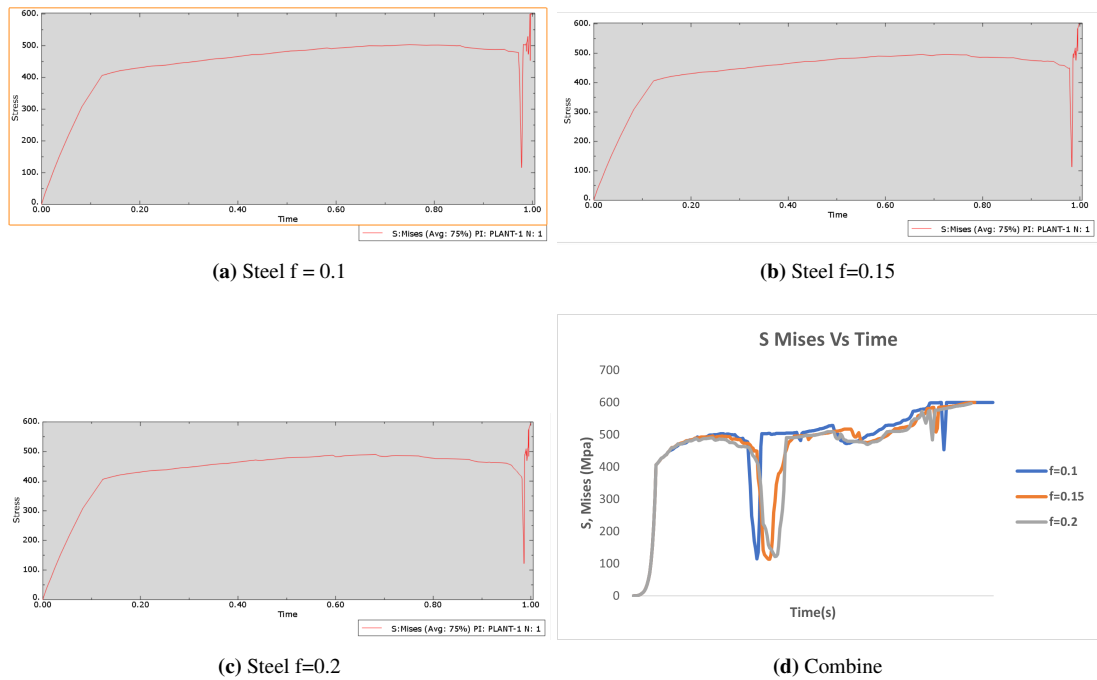 600.
500.
400.
300.
200.
100.
0.
Stress
0.00 0.20 0.40 0.60 0.80 1.00
Time
S:Mises (Avg: 75%) PI: PLANT-1 N: 1
(a) Steel f = 0.1
600.
500.
400.
300.
200.
100.
0.
Stress
0.00 0.20 0.40 0.60 0.80 1.00
Time
S:Mises (Avg: 75%) PI: PLANT-1 N: 1
(b) Steel f=0.15
600.
500.
400.
300.
200.
100.
0.
Stress
0.00 0.20 0.40 0.60 0.80 1.00
Time
S:Mises (Avg: 75%) PI: PLANT-1 N: 1
(c) Steel f=0.2
S Mises Vs Time
700
600
500
400
300
200
100
0
S, Mises (Mpa)
Time(s)
f=0.1
f=0.15
f=0.2
(d) Combine